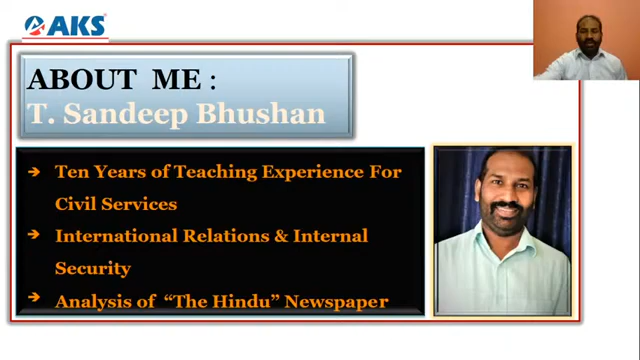 AKS
ABOUT ME :
T. Sandeep Bhushan
➔ Ten Years of Teaching Experience For
Civil Services
➔ International Relations & Internal
Security
➔ Analysis of “The Hindu” Newspaper